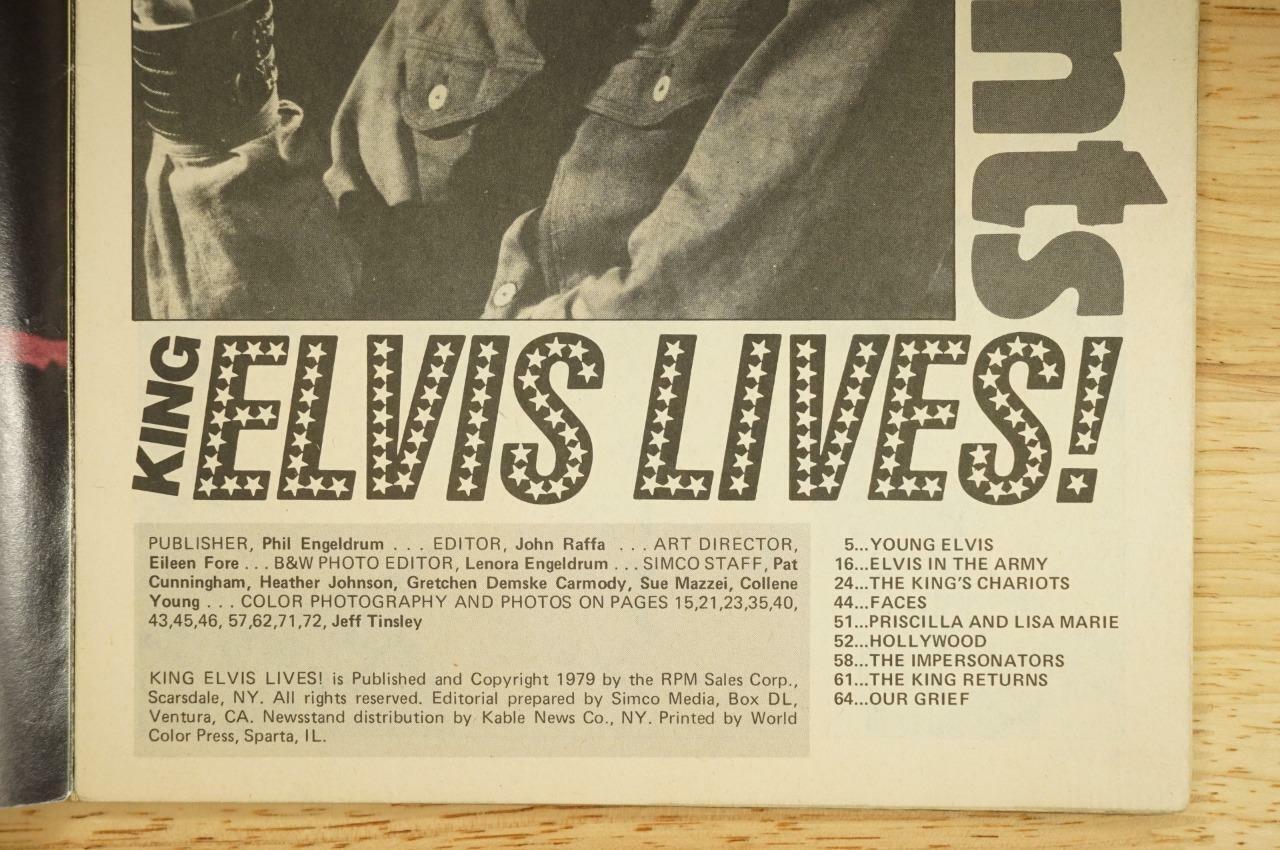 nts
KING ELVIS LIVES!
PUBLISHER, Phil Engeldrum . . . EDITOR, John Raffa . . . ART DIRECTOR,
Eileen Fore . . . B&W PHOTO EDITOR, Lenora Engeldrum . . . SIMCO STAFF, Pat
Cunningham, Heather Johnson, Gretchen Demske Carmody, Sue Mazzei, Collene
Young . . . COLOR PHOTOGRAPHY AND PHOTOS ON PAGES 15,21,23,35,40,
43,45,46, 57,62,71,72, Jeff Tinsley
KING ELVIS LIVES! is Published and Copyright 1979 by the RPM Sales Corp.,
Scarsdale, NY. All rights reserved. Editorial prepared by Simco Media, Box DL,
Ventura, CA. Newsstand distribution by Kable News Co., NY. Printed by World
Color Press, Sparta, IL.
5...YOUNG ELVIS
16...ELVIS IN THE ARMY
24...THE KING'S CHARIOTS
44...FACES
51...PRISCILLA AND LISA MARIE
52...HOLLYWOOD
58...THE IMPERSONATORS
61...THE KING RETURNS
64...OUR GRIEF